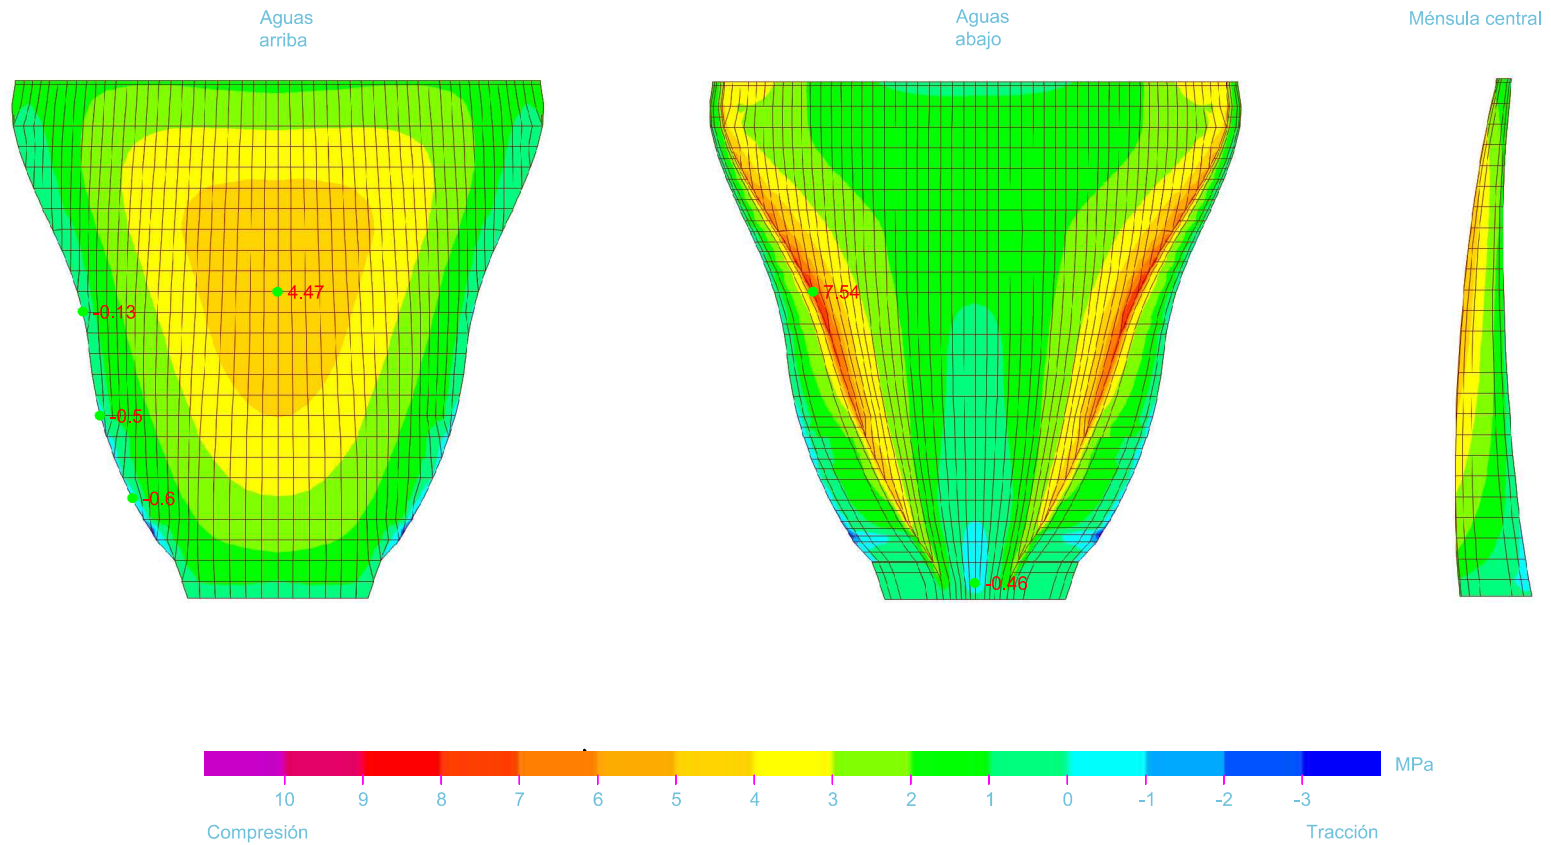 Aguas
arriba
Aguas
abajo
Ménsula central
4.47
-0.13
-0.5
-0.6
7.54
-0.46
MPa
10 9 8 7 6 5 4 3 2 1 0 -1 -2 -3
Compresión
Tracción